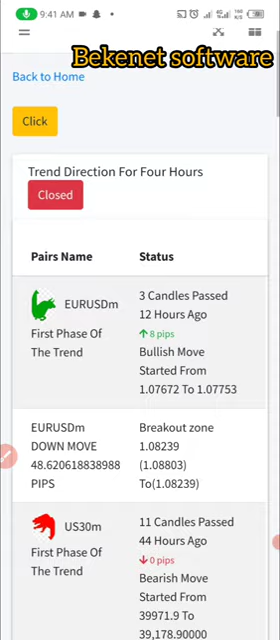 9:41 AM
Bekenet software
Back to Home
Click
Trend Direction For Four Hours
Closed
Pairs Name
Status
EURUSDm
First Phase Of
The Trend
3 Candles Passed
12 Hours Ago
8 pips
Bullish Move
Started From
1.07672 To 1.07753
EURUSDm
DOWN MOVE
48.620618838988
PIPS
Breakout zone
1.08239
(1.08803)
To(1.08239)
US30m
First Phase Of
The Trend
11 Candles Passed
44 Hours Ago
0 pips
Bearish Move
Started From
39971.9 To
39,178.90000